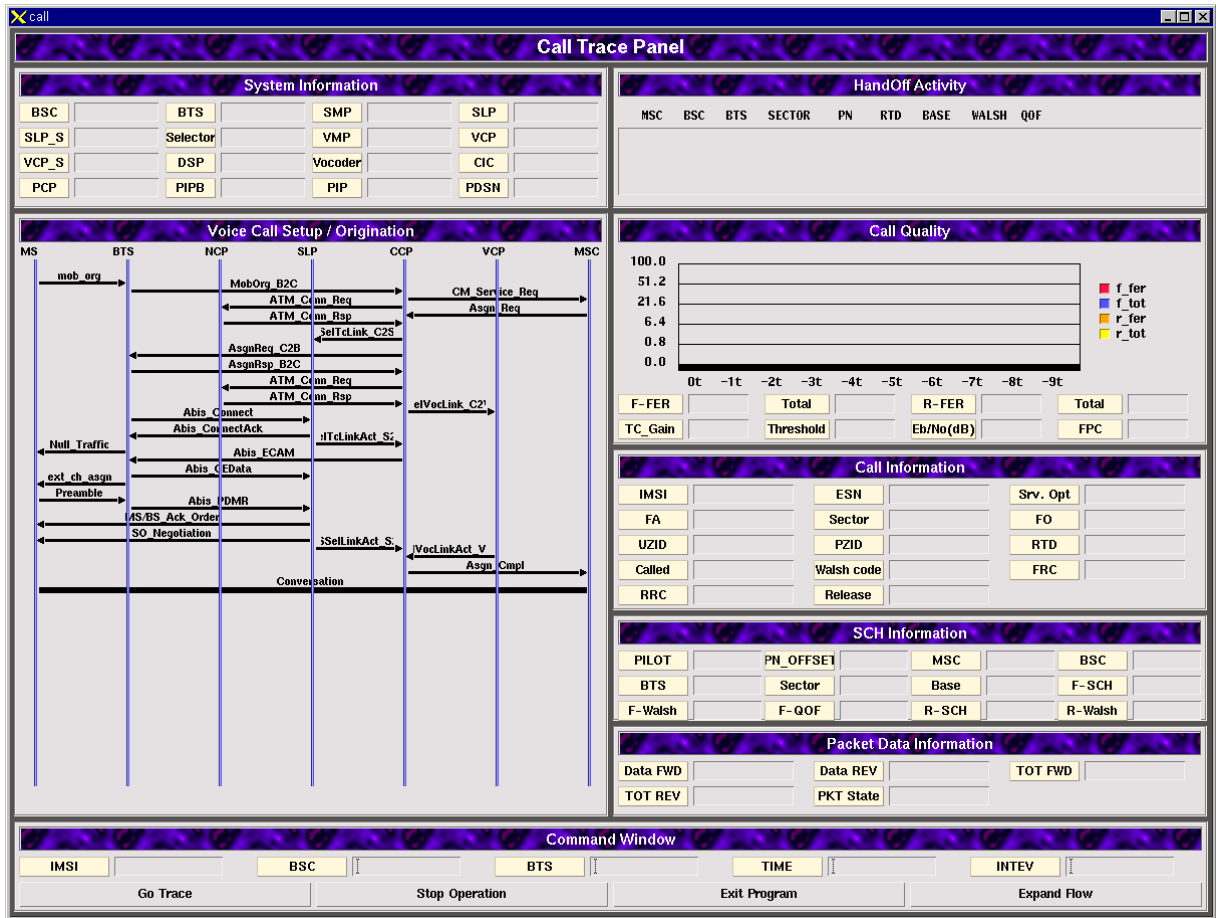 call
Call Trace Panel
System Information
BSC BTS SMP SLP
SLP_S Selector VMP VCP
VCP_S DSP Vocoder CIC
PCP PIPB PIP PDSN
HandOff Activity
MSC BSC BTS SECTOR PN RTD BASE WALSH QOF
Voice Call Setup / Origination
MS BTS NCP SLP CCP VCP MSC
mob_org
MobOrg_B2C
CM_Service_Req
ATM_Conn_Req
Asgn_Req
ATM_Conn_Rsp
SelTcLink_C2S
AsgnReq_C2B
AsgnRsp_B2C
ATM_Conn_Req
ATM_Conn_Rsp
elVocLink_C2
Abis_Connect
Abis_ConnectAck
lTcLinkAct_S2
Null_Traffic
Abis_ECAM
Abis_CEData
ext_ch_asgn
Preamble
Abis_PDMR
MS/BS_Ack_Order
SO_Negotiation
SSelLinkAct_S
lVocLinkAct_V
Asgn_Cmpl
Conversation
Call Quality
100.0
51.2
21.6
6.4
0.8
0.0
0t -1t -2t -3t -4t -5t -6t -7t -8t -9t
f_fer
f_tot
r_fer
r_tot
F-FER Total R-FER Total
TC_Gain Threshold Eb/No(dB) FPC
Call Information
IMSI ESN Srv. Opt
FA Sector FO
UZID PZID RTD
Called Walsh code FRC
RRC Release
SCH Information
PILOT PN_OFFSET MSC BSC
BTS Sector Base F-SCH
F-Walsh F-QOF R-SCH R-Walsh
Packet Data Information
Data FWD Data REV TOT FWD
TOT REV PKT State
Command Window
IMSI BSC BTS TIME INTEV
Go Trace Stop Operation Exit Program Expand Flow